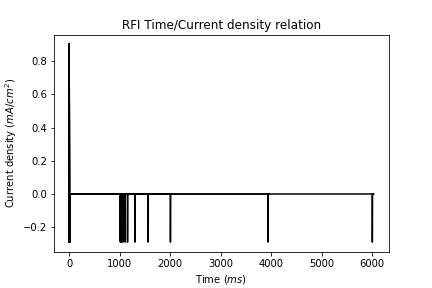 RFI Time/Current density relation
Current density (mA/cm²)
0.8
0.6
0.4
0.2
0.0
−0.2
0 1000 2000 3000 4000 5000 6000
Time (ms)